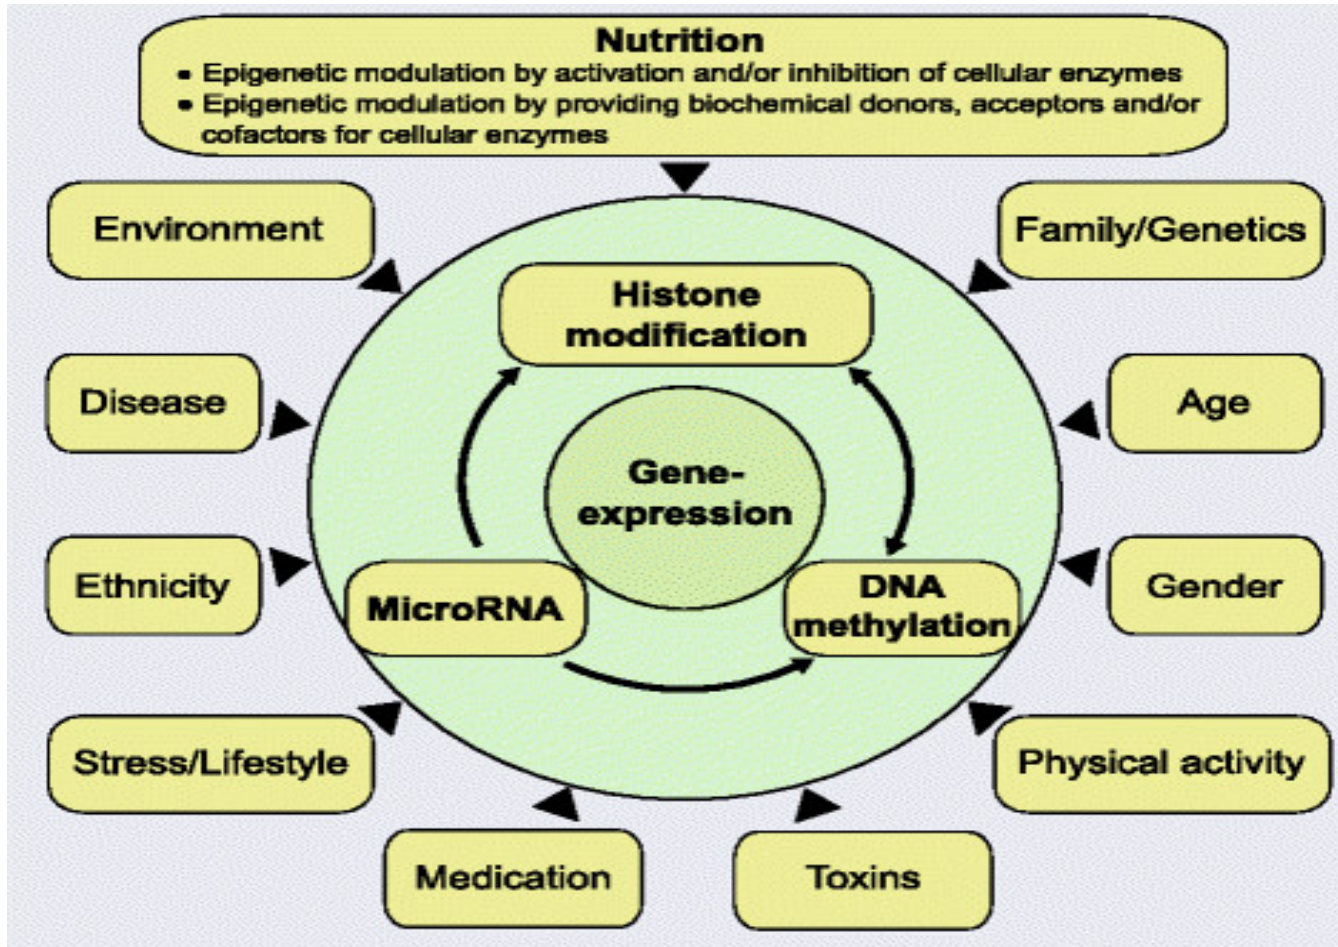 Nutrition
• Epigenetic modulation by activation and/or inhibition of cellular enzymes
• Epigenetic modulation by providing biochemical donors, acceptors and/or
cofactors for cellular enzymes
Environment
Family/Genetics
Histone
modification
Disease
Age
Gene-
expression
Ethnicity
Gender
MicroRNA
DNA
methylation
Stress/Lifestyle
Physical activity
Medication
Toxins